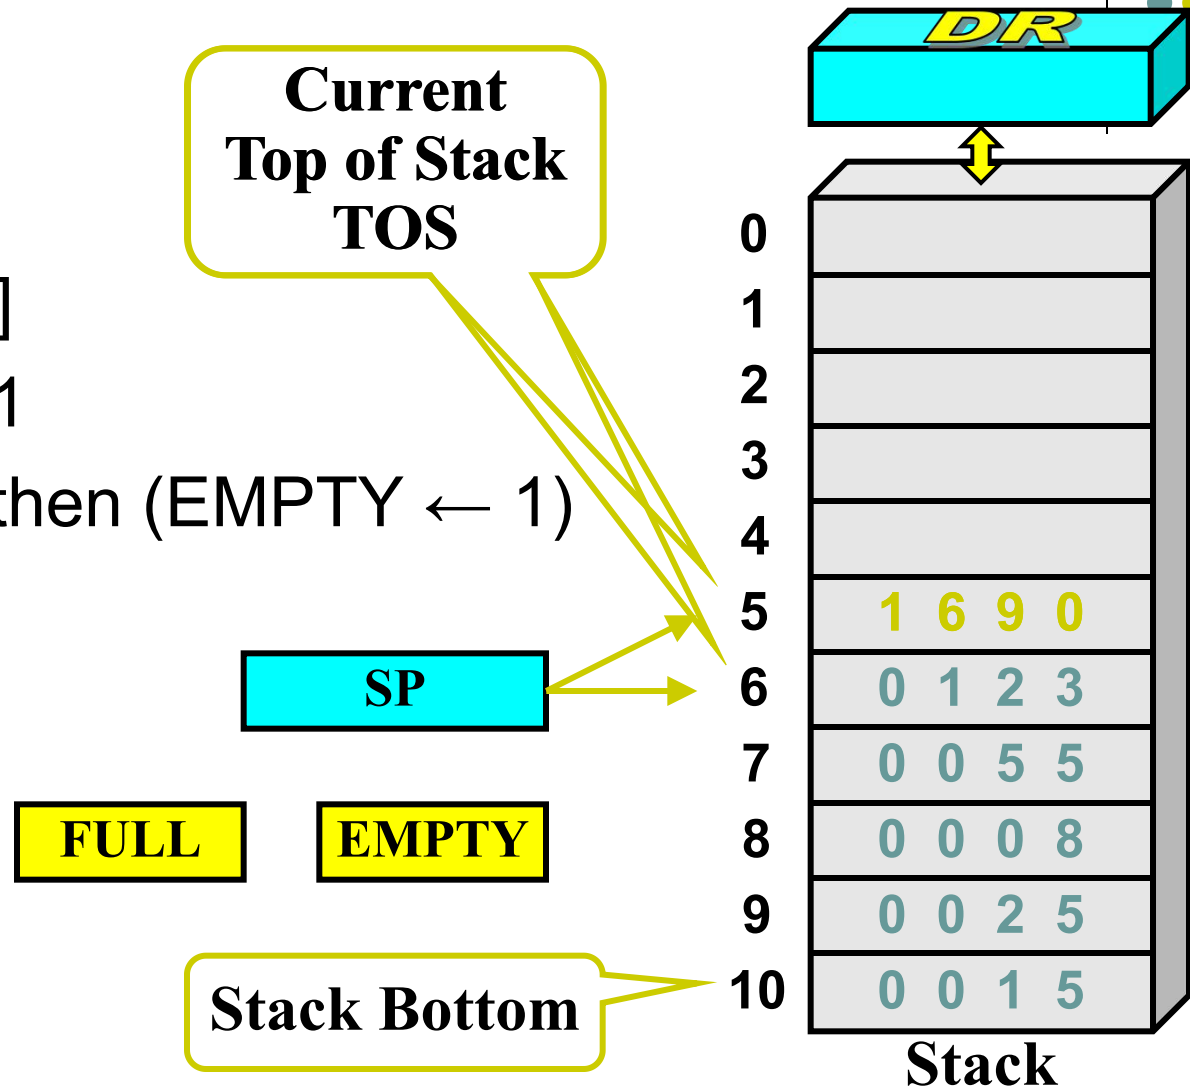 DR
Current
Top of Stack
TOS
]
1
then (EMPTY ← 1)
SP
FULL
EMPTY
Stack Bottom
0
1
2
3
4
5 1 6 9 0
6 0 1 2 3
7 0 0 5 5
8 0 0 0 8
9 0 0 2 5
10 0 0 1 5
Stack